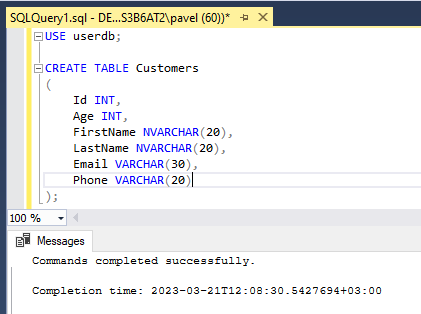 SQLQuery1.sql - DE...S3B6AT2\pavel (60))*
USE userdb;
CREATE TABLE Customers
(
Id INT,
Age INT,
FirstName NVARCHAR(20),
LastName NVARCHAR(20),
Email VARCHAR(30),
Phone VARCHAR(20)
);
100 %
Messages
Commands completed successfully.
Completion time: 2023-03-21T12:08:30.5427694+03:00